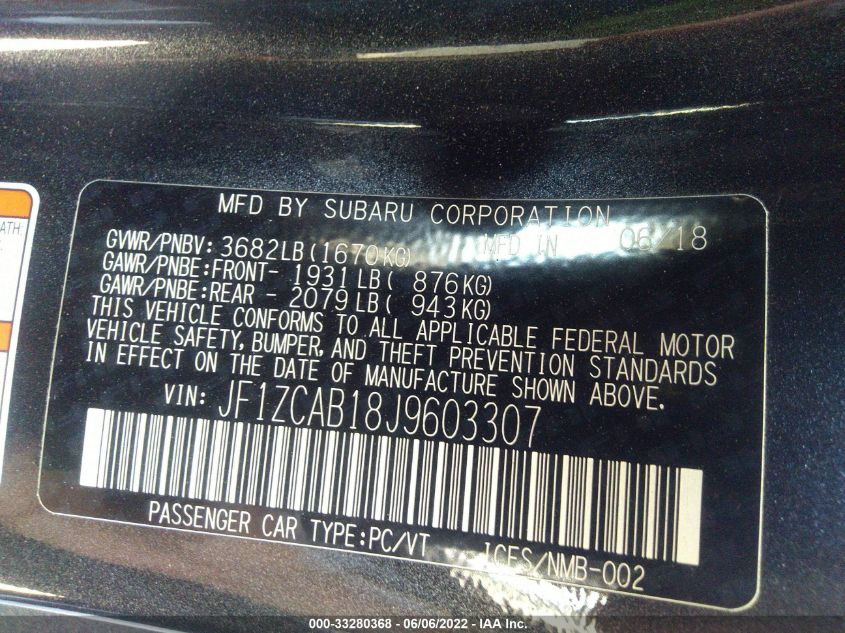 MFD BY SUBARU CORPORATION
GVWR/PNBV: 3682LB(1670KG) MFD IN 06/18
GAWR/PNBE:FRONT- 1931LB( 876KG)
GAWR/PNBE:REAR - 2079LB( 943KG)
THIS VEHICLE CONFORMS TO ALL APPLICABLE FEDERAL MOTOR
VEHICLE SAFETY, BUMPER, AND THEFT PREVENTION STANDARDS
IN EFFECT ON THE DATE OF MANUFACTURE SHOWN ABOVE.
VIN: JF1ZCAB18J9603307
PASSENGER CAR TYPE:PC/VT ICES/NMB-002
000-33280368 - 06/06/2022 - IAA Inc.